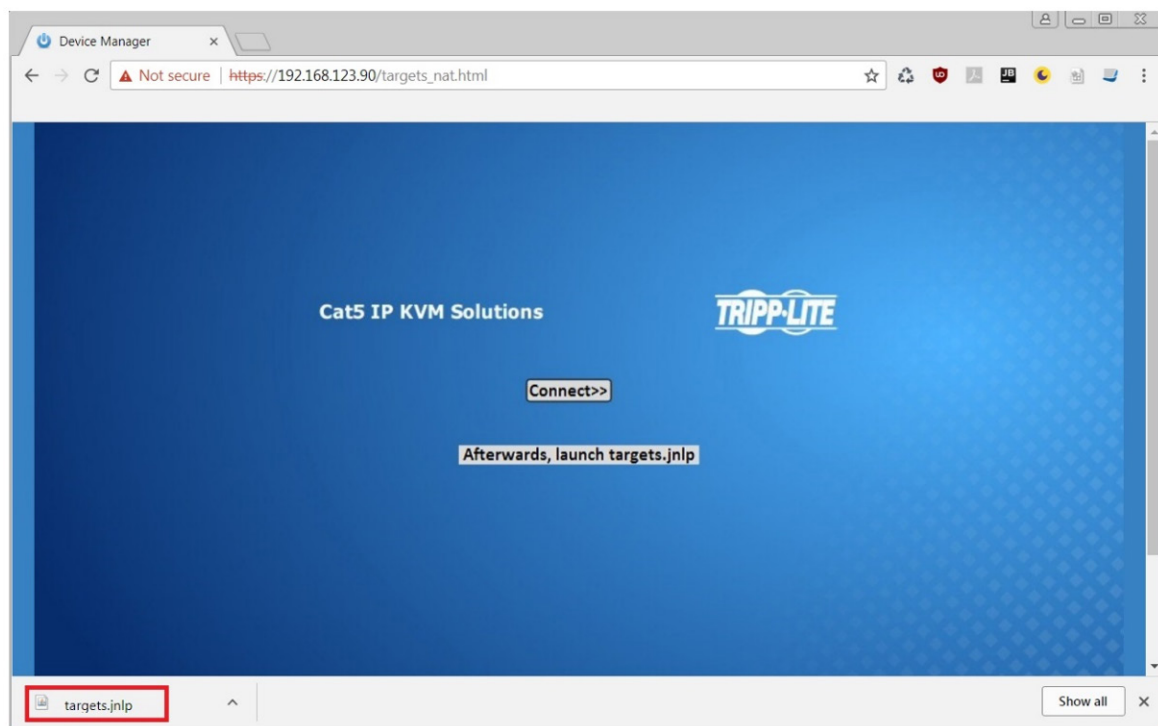 Device Manager
Not secure | https://192.168.123.90/targets_nat.html
Cat5 IP KVM Solutions
TRIPP·LITE
Connect>>
Afterwards, launch targets.jnlp
targets.jnlp
Show all